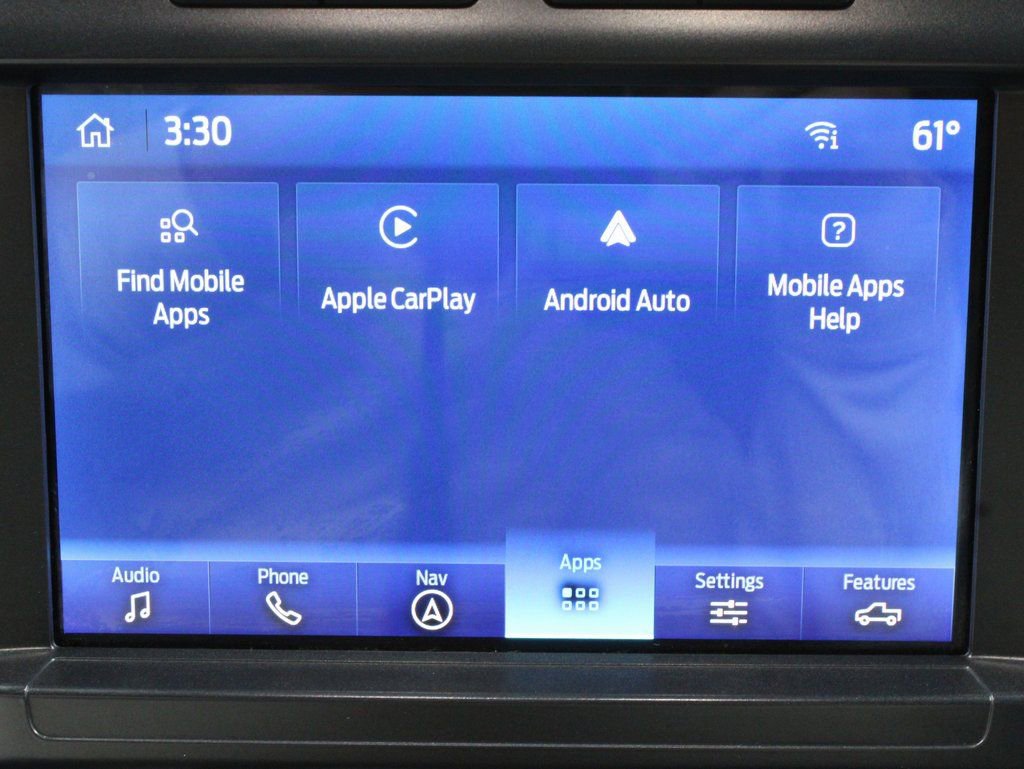 3:30
61°
Find Mobile
Apps
Apple CarPlay
Android Auto
Mobile Apps
Help
Audio
Phone
Nav
Apps
Settings
Features